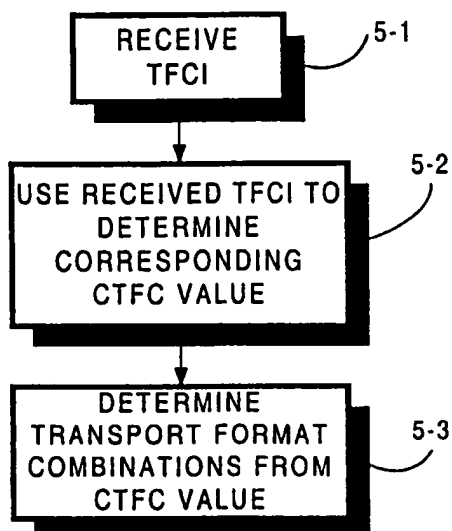 RECEIVE
TFCI
5-1
USE RECEIVED TFCI TO
DETERMINE
CORRESPONDING
CTFC VALUE
5-2
DETERMINE
TRANSPORT FORMAT
COMBINATIONS FROM
CTFC VALUE
5-3